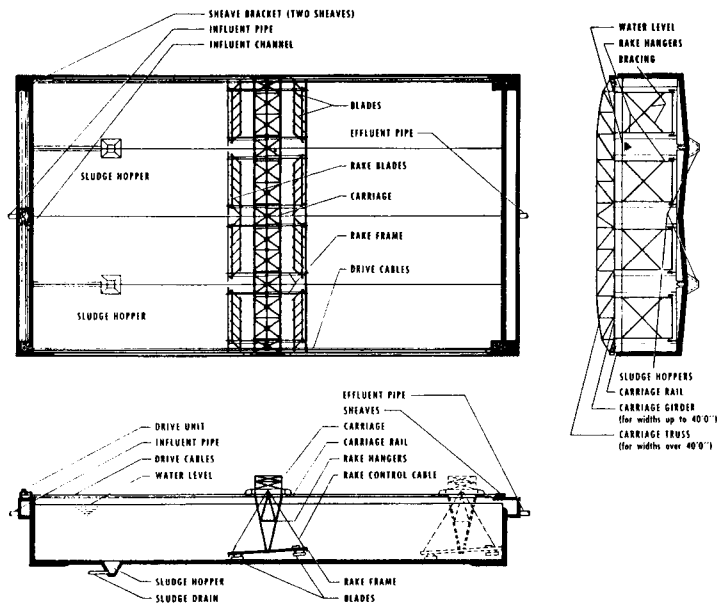 SHEAVE BRACKET (TWO SHEAVES)
INFLUENT PIPE
INFLUENT CHANNEL
BLADES
EFFLUENT PIPE
SLUDGE HOPPER
RAKE BLADES
CARRIAGE
RAKE FRAME
DRIVE CABLES
SLUDGE HOPPER
WATER LEVEL
RAKE HANGERS
BRACING
SLUDGE HOPPERS
CARRIAGE RAIL
CARRIAGE GIRDER
(for widths up to 40'0")
CARRIAGE TRUSS
(for widths over 40'0")
EFFLUENT PIPE
SHEAVES
DRIVE UNIT
INFLUENT PIPE
DRIVE CABLES
WATER LEVEL
CARRIAGE
CARRIAGE RAIL
RAKE HANGERS
RAKE CONTROL CABLE
SLUDGE HOPPER
SLUDGE DRAIN
RAKE FRAME
BLADES